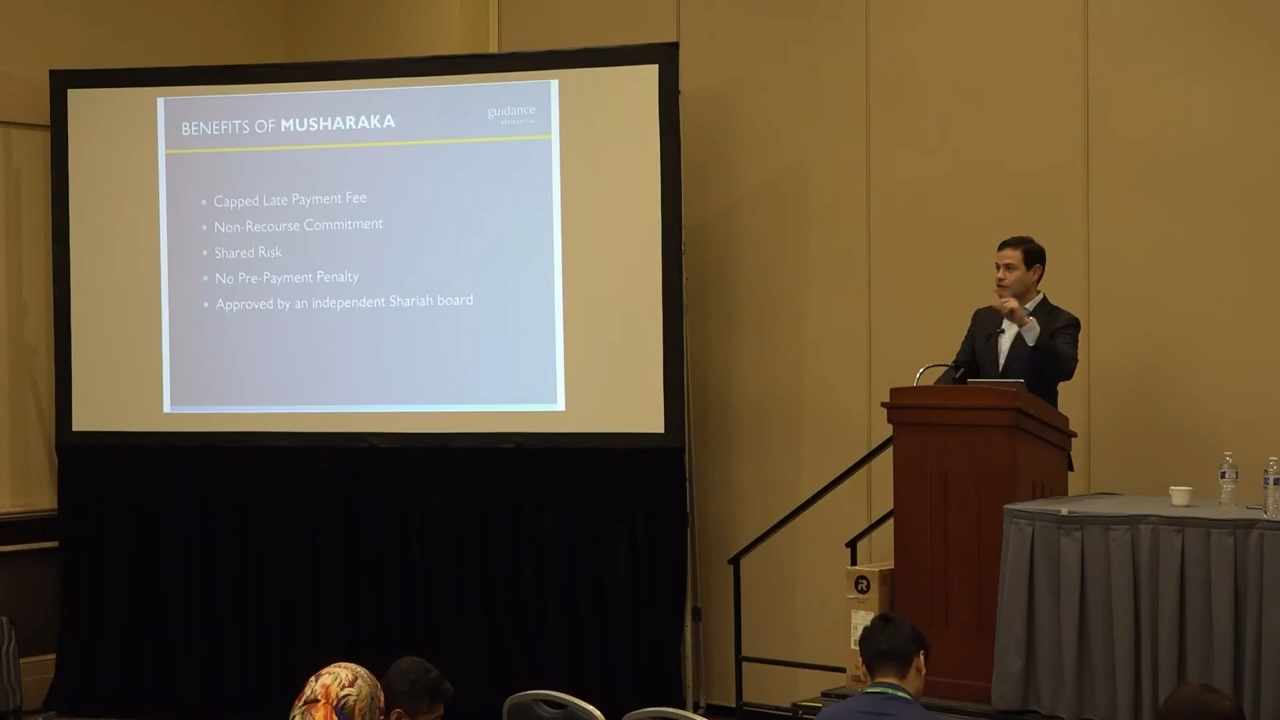 BENEFITS OF MUSHARAKA
guidance
RESIDENTIAL
• Capped Late Payment Fee
• Non-Recourse Commitment
• Shared Risk
• No Pre-Payment Penalty
• Approved by an independent Shariah board
R